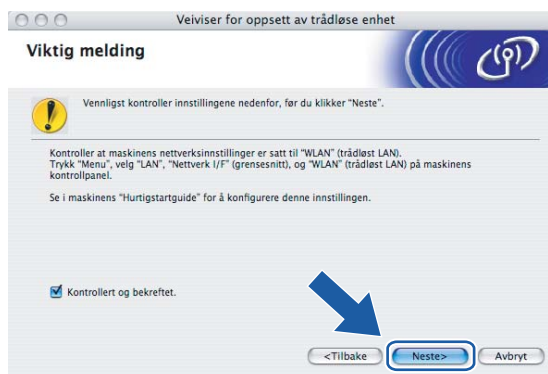 Veiviser for oppsett av trådløse enhet
Viktig melding
Vennligst kontroller innstillingene nedenfor, før du klikker "Neste".
Kontroller at maskinens nettverksinnstillinger er satt til "WLAN" (trådløst LAN).
Trykk "Menu", velg "LAN", "Nettverk I/F" (grensesnitt), og "WLAN" (trådløst LAN) på maskinens
kontrollpanel.
Se i maskinens "Hurtigstartguide" for å konfigurere denne innstillingen.
Kontrollert og bekreftet.
<Tilbake Neste> Avbryt